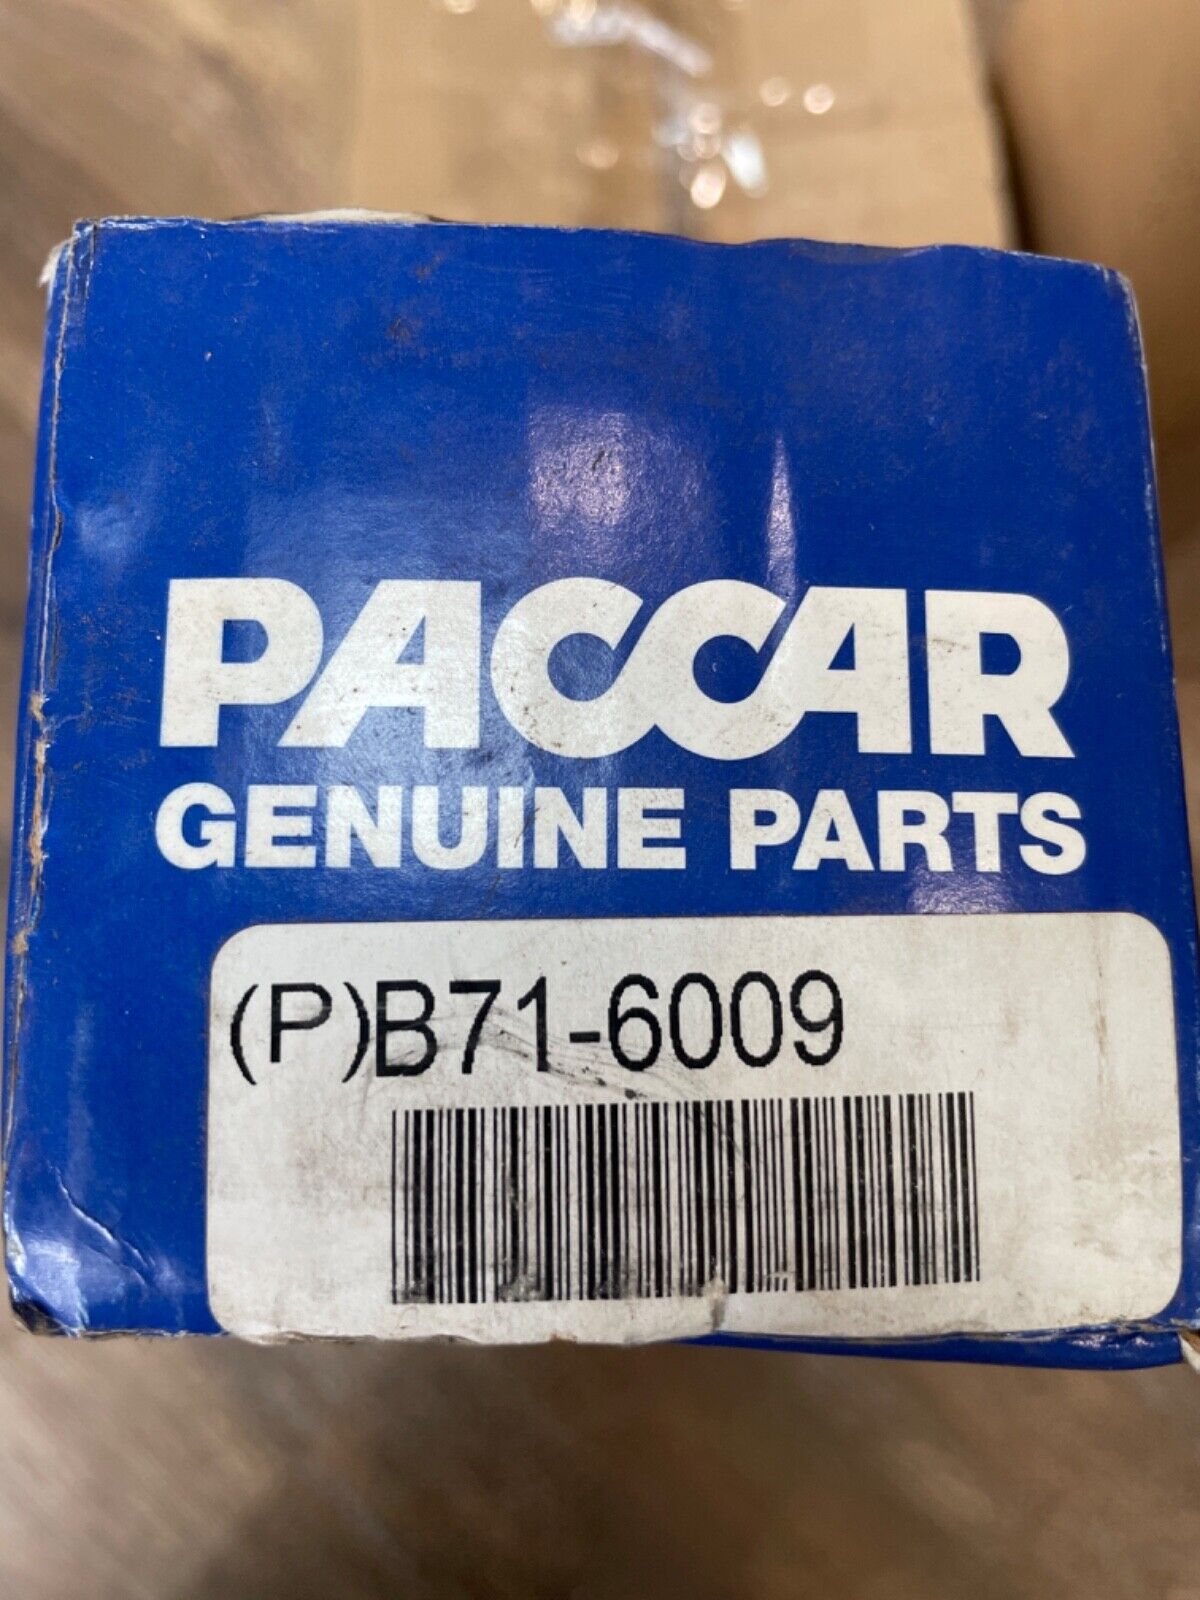 PACCAR
GENUINE PARTS
(P)B71-6009